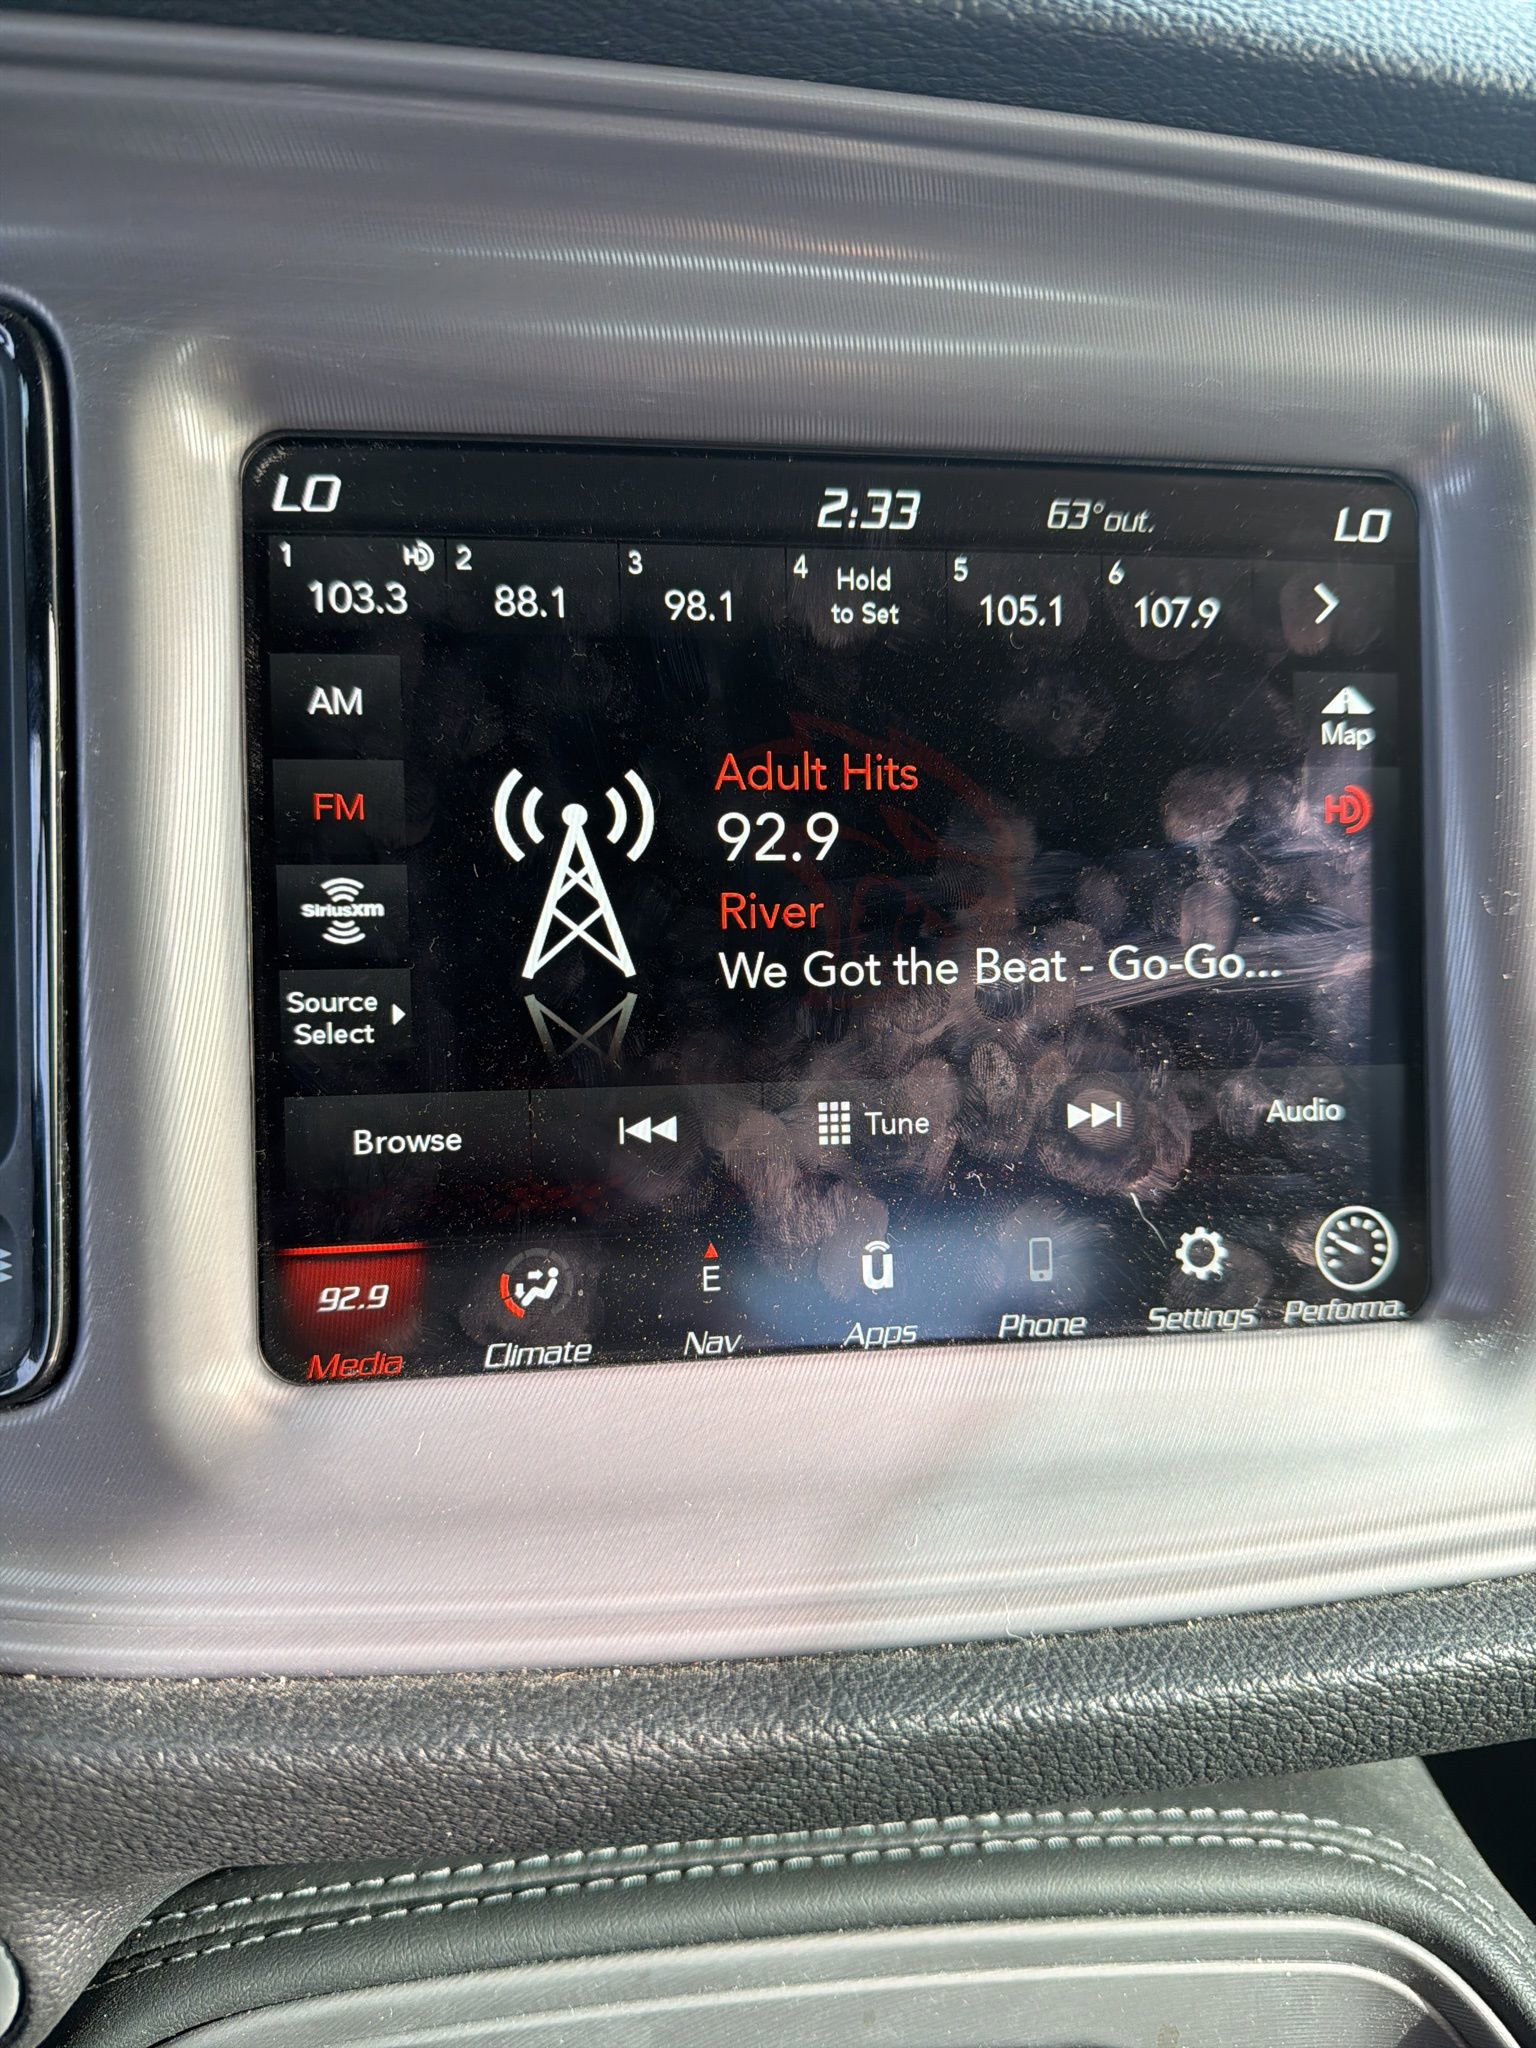 LO 2:33 63°out. LO
1 HD 2 3 4 Hold 5 6
103.3 88.1 98.1 to Set 105.1 107.9
AM
Map
FM
HD
SiriusXM
Source
Select
Adult Hits
92.9
River
We Got the Beat - Go-Go...
Browse Tune Audio
92.9 E u
Media Climate Nav Apps Phone Settings Performa.